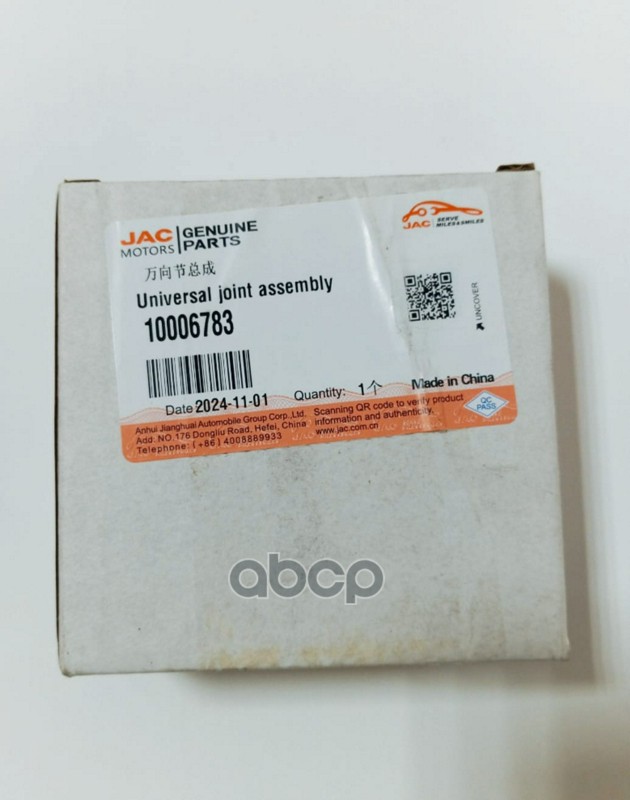 JAC MOTORS
GENUINE PARTS
JAC SERVE MILES&SMILES
万向节总成
Universal joint assembly
10006783
UNCOVER
Date 2024-11-01 Quantity: 1个 Made in China
Anhui Jianghuai Automobile Group Corp.,Ltd.
Add: NO.176 Dongliu Road, Hefei, China
Telephone: (+86)4008889933
Scanning QR code to verify product
information and authenticity.
www.jac.com.cn
QC PASS
abcp